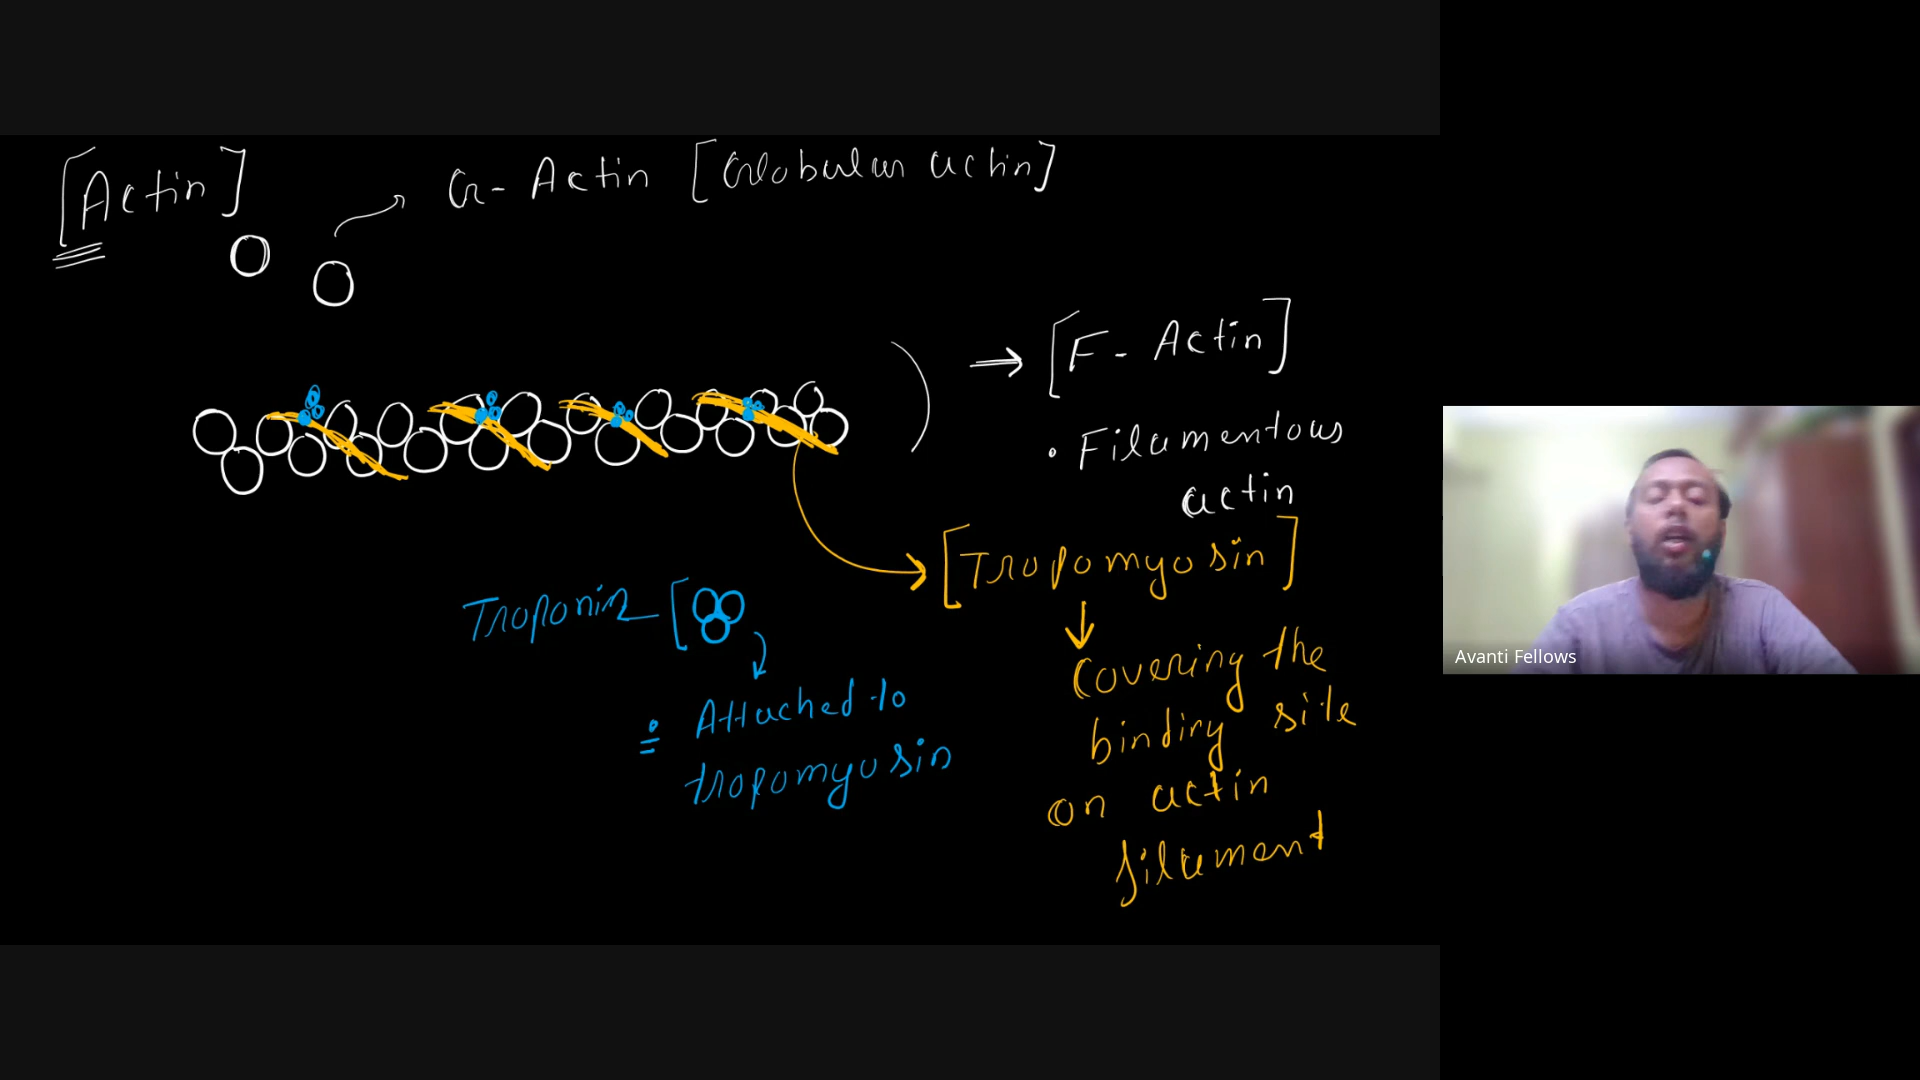 [Actin]
G- Actin [Globular actin]
⇒ [F- Actin]
• Filamentous
actin
[Tropomyosin]
Troponin [
↓
Covering the
binding site
on actin
filament
Attached to
tropomyosin
Avanti Fellows